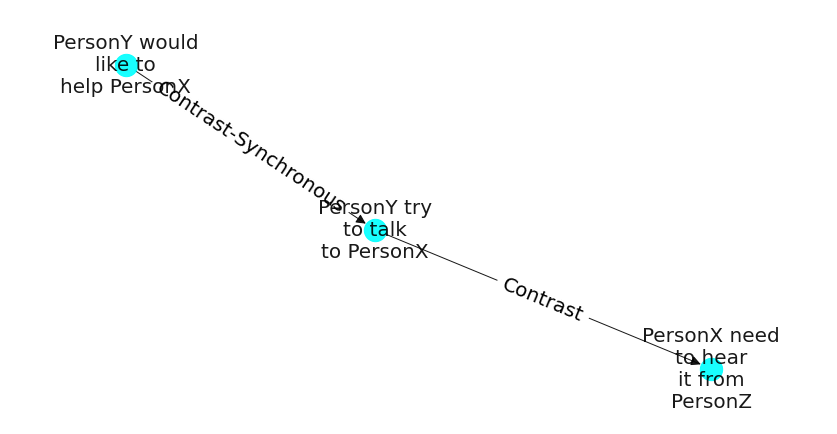 PersonY would
like to
help PersonX
Contrast-Synchronous
PersonY try
to talk
to PersonX
Contrast
PersonX need
to hear
it from
PersonZ